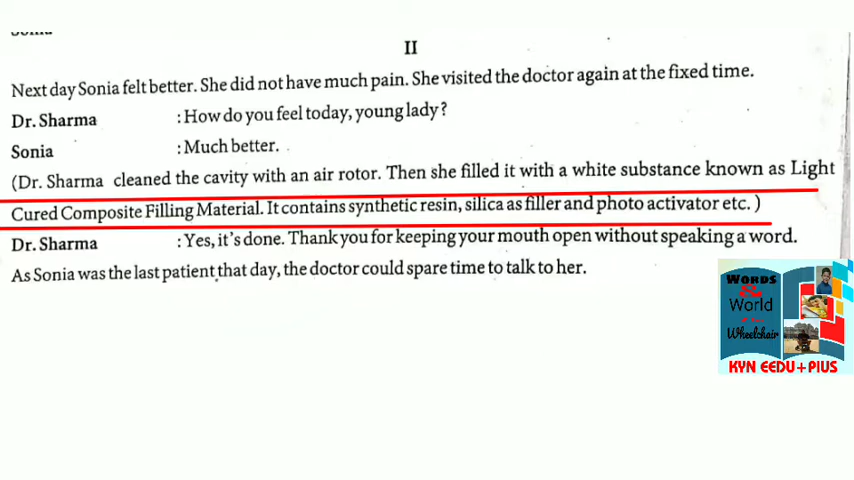 II
Next day Sonia felt better. She did not have much pain. She visited the doctor again at the fixed time.
Dr. Sharma : How do you feel today, young lady?
Sonia : Much better.
(Dr. Sharma cleaned the cavity with an air rotor. Then she filled it with a white substance known as Light
Cured Composite Filling Material. It contains synthetic resin, silica as filler and photo activator etc. )
Dr. Sharma : Yes, it's done. Thank you for keeping your mouth open without speaking a word.
As Sonia was the last patient that day, the doctor could spare time to talk to her.
WORDS
&
World
Wheelchair
KYN EEDU+PIUS